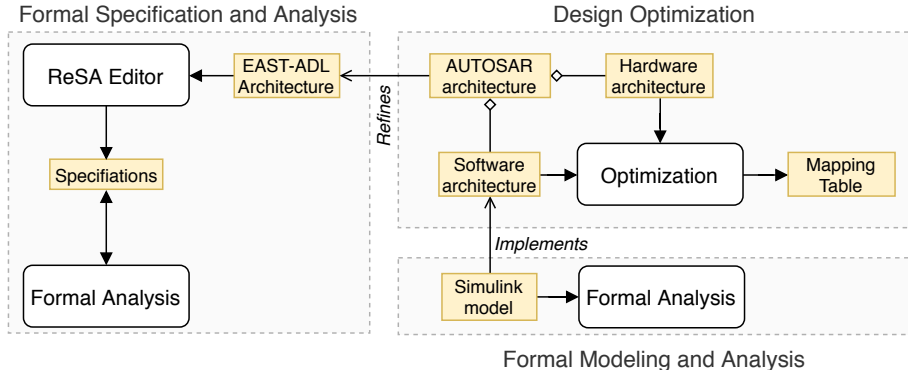 Formal Specification and Analysis
ReSA Editor
EAST-ADL
Architecture
Specifiations
Formal Analysis
Refines
Design Optimization
AUTOSAR
architecture
Hardware
architecture
Software
architecture
Optimization
Mapping
Table
Implements
Simulink
model
Formal Analysis
Formal Modeling and Analysis